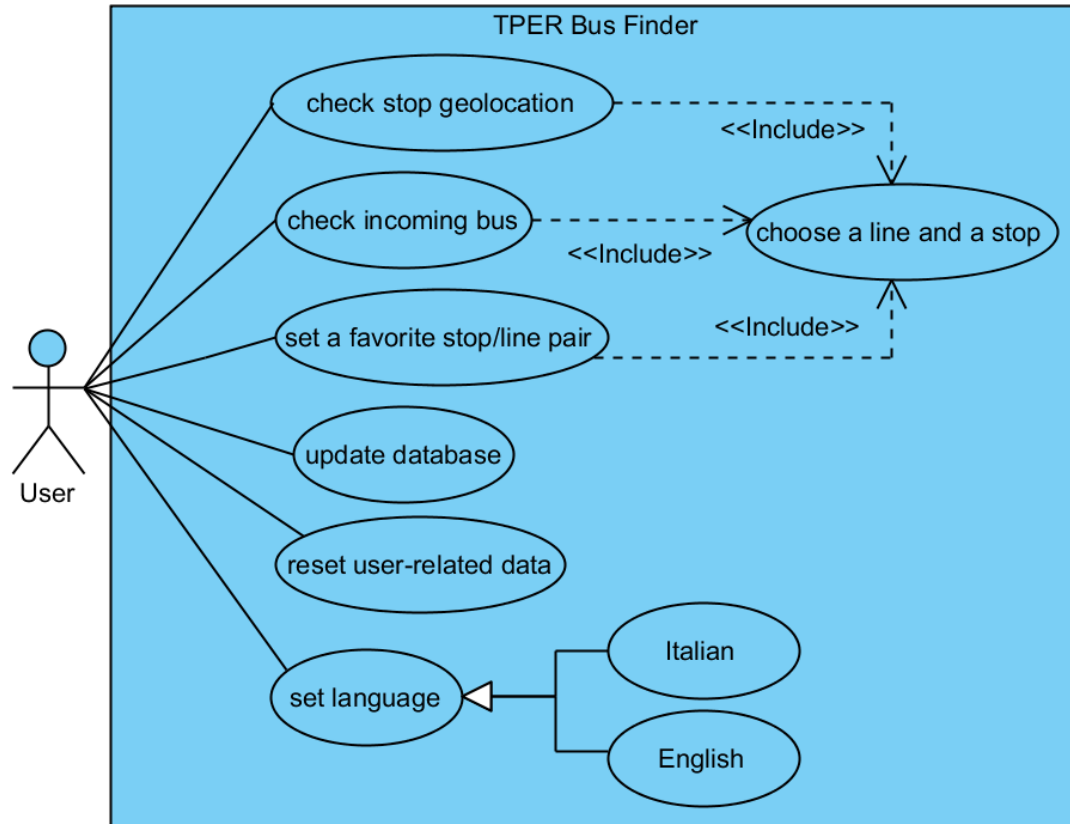 TPER Bus Finder
check stop geolocation
<<Include>>
check incoming bus
choose a line and a stop
<<Include>>
set a favorite stop/line pair
<<Include>>
update database
User
reset user-related data
Italian
set language
English